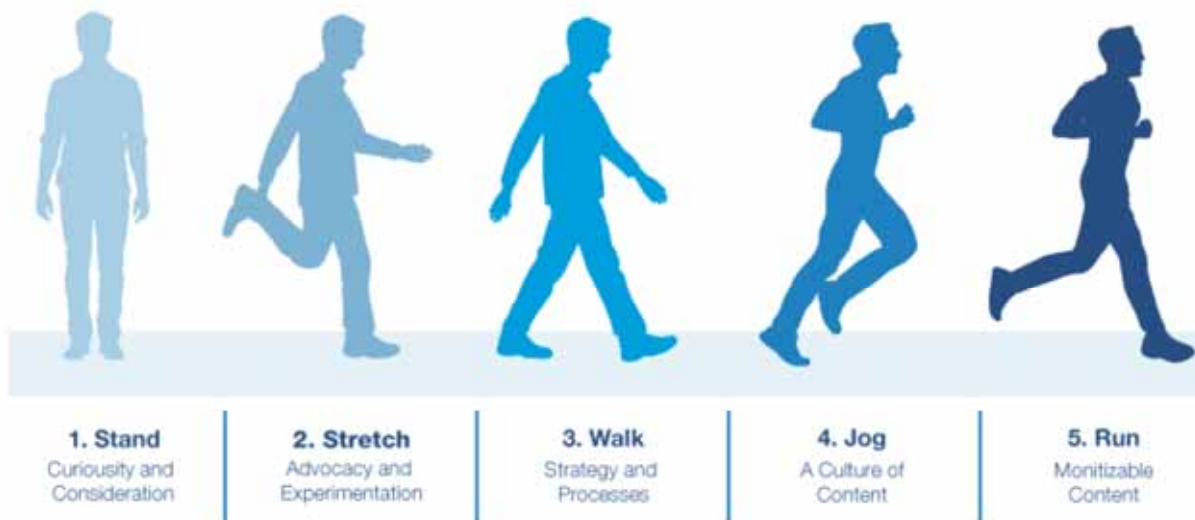 1. Stand
Curiousity and
Consideration
2. Stretch
Advocacy and
Experimentation
3. Walk
Strategy and
Processes
4. Jog
A Culture of
Content
5. Run
Monitizable
Content